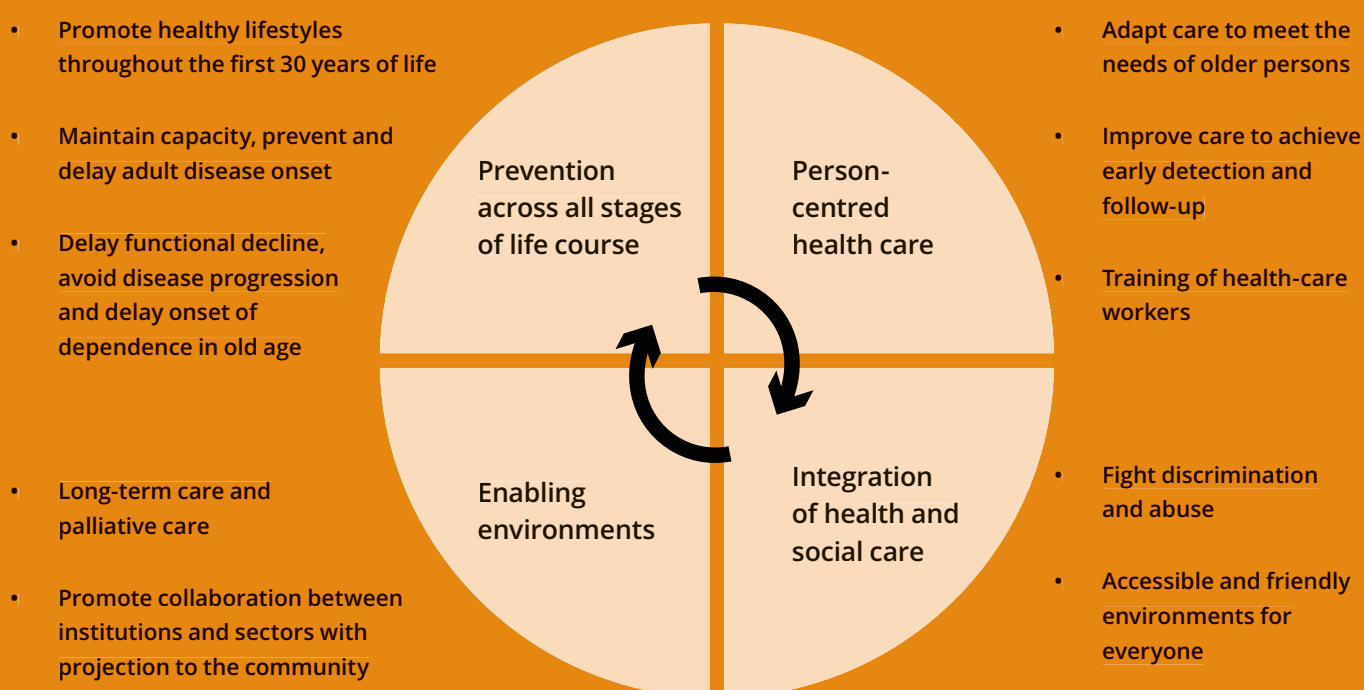 • Promote healthy lifestyles
throughout the first 30 years of life
• Maintain capacity, prevent and
delay adult disease onset
• Delay functional decline,
avoid disease progression
and delay onset of
dependence in old age
Prevention
across all stages
of life course
Person-
centred
health care
• Adapt care to meet the
needs of older persons
• Improve care to achieve
early detection and
follow-up
• Training of health-care
workers
• Long-term care and
palliative care
• Promote collaboration between
institutions and sectors with
projection to the community
Enabling
environments
Integration
of health and
social care
• Fight discrimination
and abuse
• Accessible and friendly
environments for
everyone